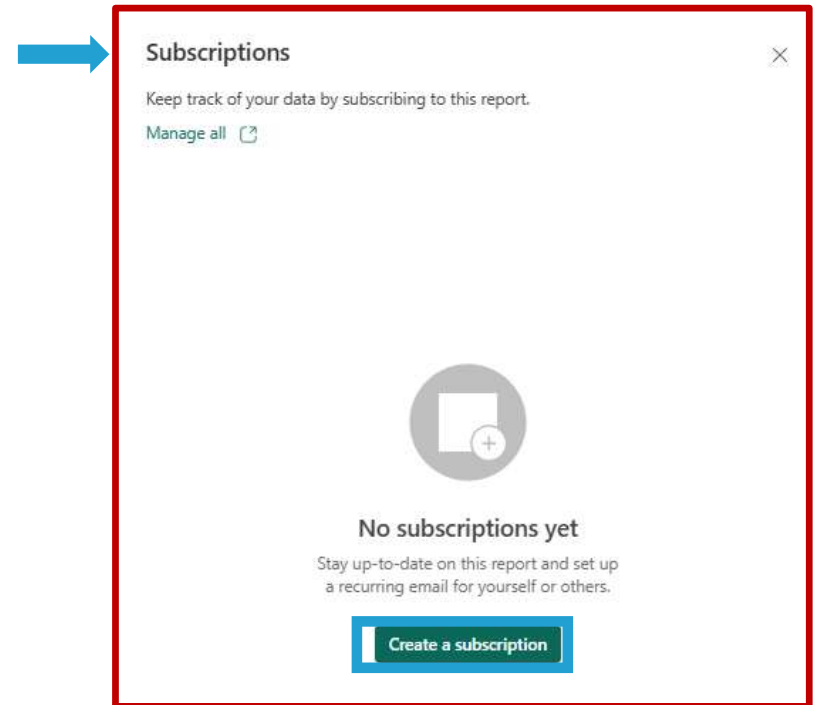 Subscriptions
Keep track of your data by subscribing to this report.
Manage all
No subscriptions yet
Stay up-to-date on this report and set up
a recurring email for yourself or others.
Create a subscription